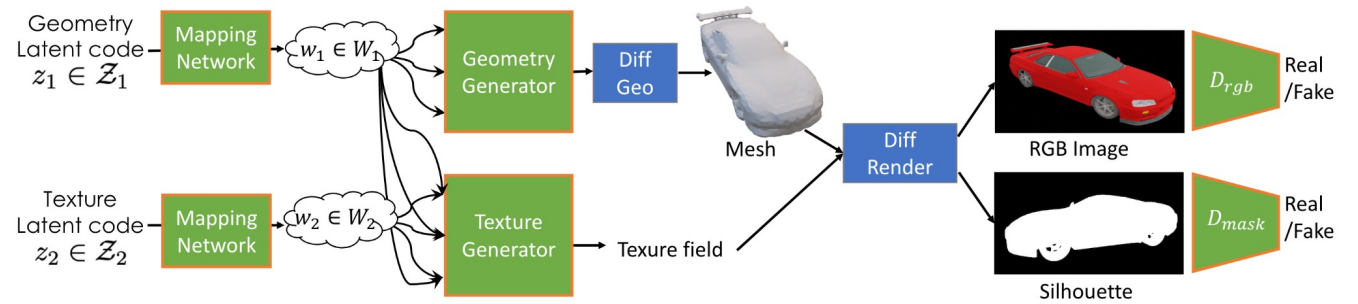 Geometry
Latent code
z₁ ∈ 𝒵₁
Mapping
Network
w₁ ∈ W₁
Geometry
Generator
Diff
Geo
Mesh
Texture
Latent code
z₂ ∈ 𝒵₂
Mapping
Network
w₂ ∈ W₂
Texture
Generator
Texure field
Diff
Render
RGB Image
D_rgb
Real
/Fake
Silhouette
D_mask
Real
/Fake